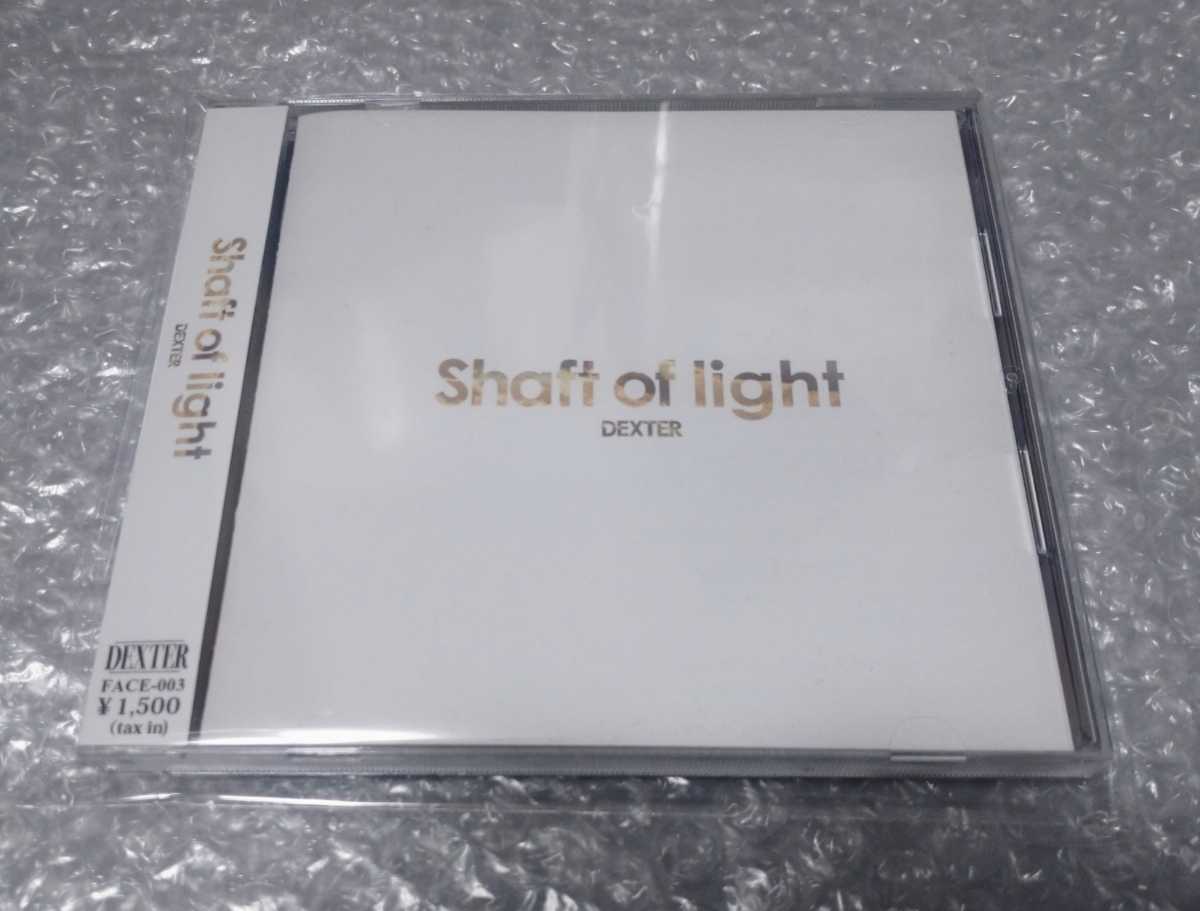 Shaft of light
DEXTER
DEXTER
FACE-003
¥1,500
(tax in)
Shaft of light
DEXTER